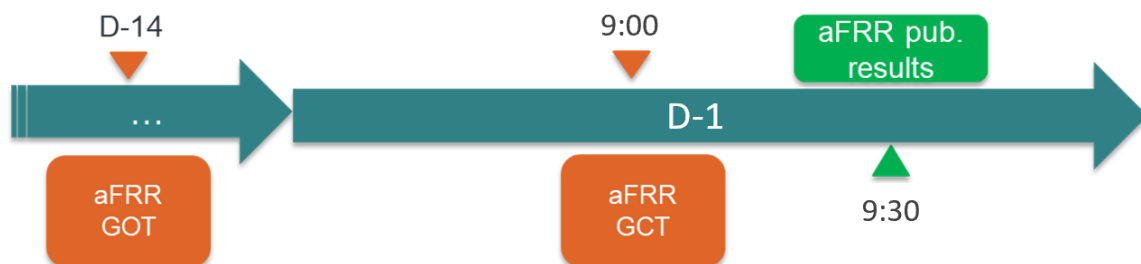 D-14
9:00
aFRR pub.
results
...
D-1
aFRR
GOT
aFRR
GCT
9:30